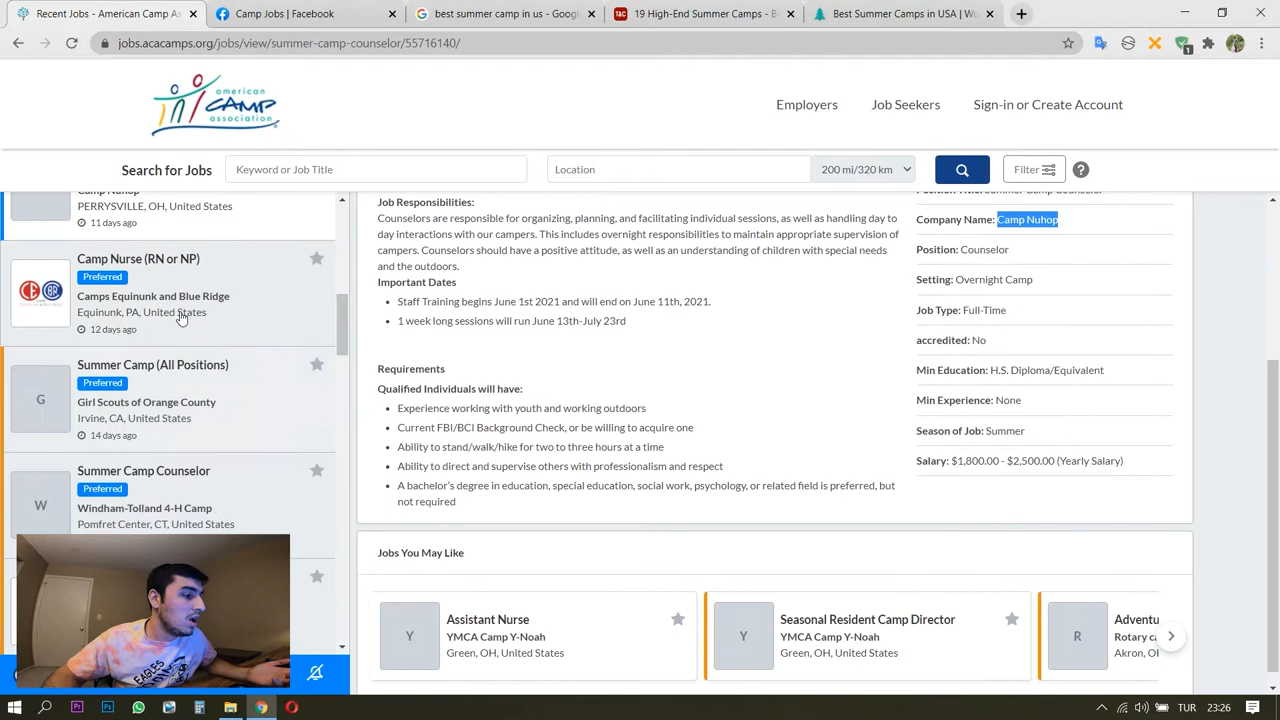 Recent Jobs - American Camp As
Camp Jobs | Facebook
best summer camp in us - Goog
19 High-End Summer Camps - B
Best Summer Camps in USA | Wo
jobs.acacamps.org/jobs/view/summer-camp-counselor/55716140/
1
american
CAMP
association
Employers
Job Seekers
Sign-in or Create Account
Search for Jobs
Keyword or Job Title
Location
200 mi/320 km
Filter
PERRYSVILLE, OH, United States
11 days ago
Camp Nurse (RN or NP)
Preferred
Camps Equinunk and Blue Ridge
Equinunk, PA, United States
12 days ago
G
Summer Camp (All Positions)
Preferred
Girl Scouts of Orange County
Irvine, CA, United States
14 days ago
W
Summer Camp Counselor
Preferred
Windham-Tolland 4-H Camp
Pomfret Center, CT, United States
Job Responsibilities:
Counselors are responsible for organizing, planning, and facilitating individual sessions, as well as handling day to
day interactions with our campers. This includes overnight responsibilities to maintain appropriate supervision of
campers. Counselors should have a positive attitude, as well as an understanding of children with special needs
and the outdoors.
Important Dates
• Staff Training begins June 1st 2021 and will end on June 11th, 2021.
• 1 week long sessions will run June 13th-July 23rd
Requirements
Qualified Individuals will have:
• Experience working with youth and working outdoors
• Current FBI/BCI Background Check, or be willing to acquire one
• Ability to stand/walk/hike for two to three hours at a time
• Ability to direct and supervise others with professionalism and respect
• A bachelor's degree in education, special education, social work, psychology, or related field is preferred, but
not required
Company Name: Camp Nuhop
Position: Counselor
Setting: Overnight Camp
Job Type: Full-Time
accredited: No
Min Education: H.S. Diploma/Equivalent
Min Experience: None
Season of Job: Summer
Salary: $1,800.00 - $2,500.00 (Yearly Salary)
Jobs You May Like
Y
Assistant Nurse
YMCA Camp Y-Noah
Green, OH, United States
Y
Seasonal Resident Camp Director
YMCA Camp Y-Noah
Green, OH, United States
R
Adventu
Rotary ca
Akron, OH
EAGLES
TUR
23:26